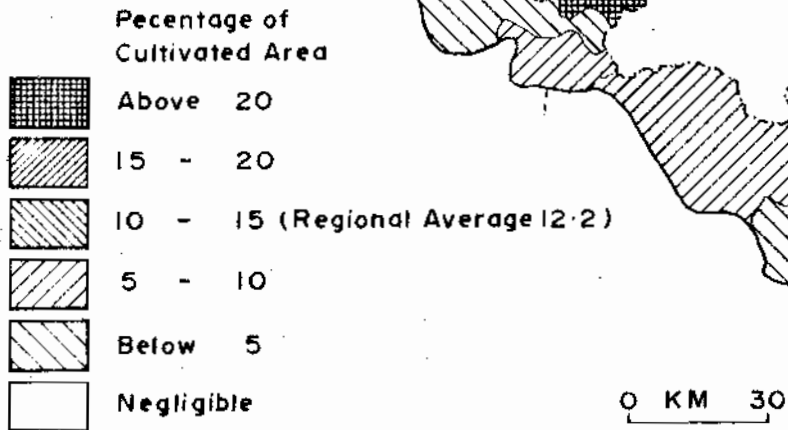 Pecentage of
Cultivated Area
Above 20
15 - 20
10 - 15 (Regional Average 12·2)
5 - 10
Below 5
Negligible
0 KM 30